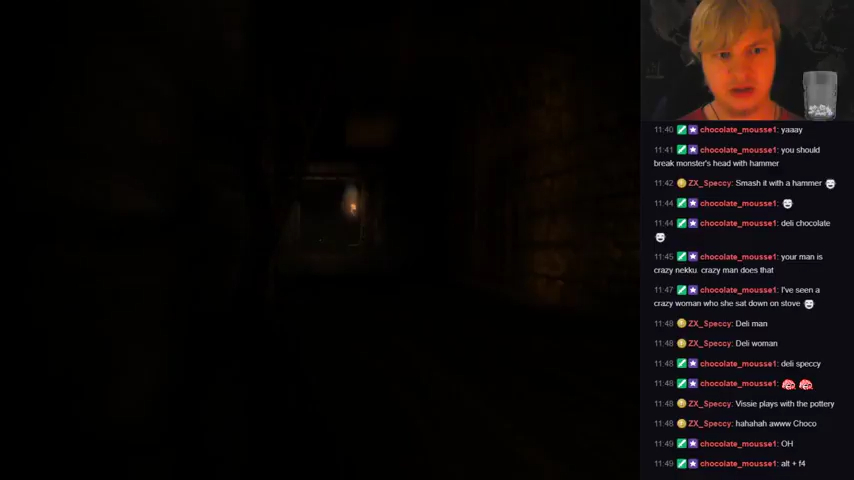 11:40 chocolate_mousse1: yaaay
11:41 chocolate_mousse1: you should
break monster's head with hammer
11:42 ZX_Speccy: Smash it with a hammer
11:44 chocolate_mousse1:
11:44 chocolate_mousse1: deli chocolate
11:45 chocolate_mousse1: your man is
crazy nekku. crazy man does that
11:47 chocolate_mousse1: I've seen a
crazy woman who she sat down on stove
11:48 ZX_Speccy: Deli man
11:48 ZX_Speccy: Deli woman
11:48 chocolate_mousse1: deli speccy
11:48 chocolate_mousse1:
11:48 ZX_Speccy: Vissie plays with the pottery
11:48 ZX_Speccy: hahahah awww Choco
11:49 chocolate_mousse1: OH
11:49 chocolate_mousse1: alt + f4